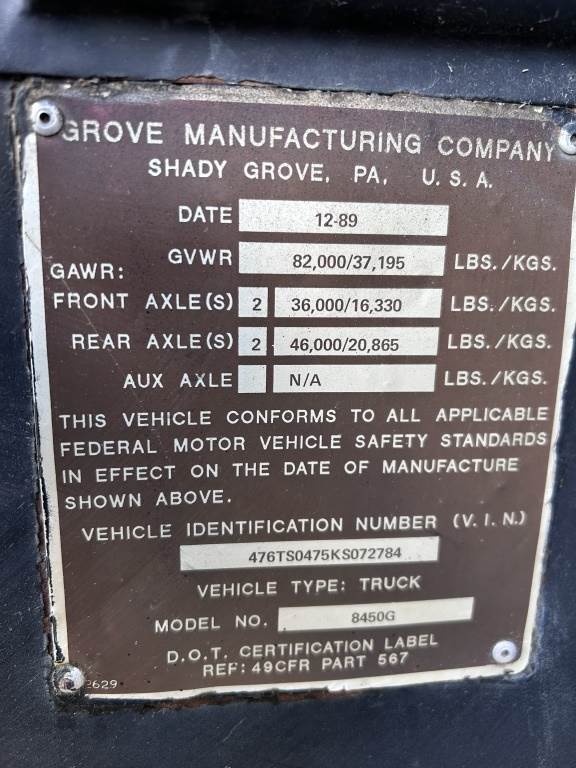 GROVE MANUFACTURING COMPANY
SHADY GROVE, PA, U.S.A.
DATE 12-89
GVWR 82,000/37,195 LBS./KGS.
GAWR:
FRONT AXLE(S) 2 36,000/16,330 LBS./KGS.
REAR AXLE(S) 2 46,000/20,865 LBS./KGS.
AUX AXLE N/A LBS./KGS.
THIS VEHICLE CONFORMS TO ALL APPLICABLE
FEDERAL MOTOR VEHICLE SAFETY STANDARDS
IN EFFECT ON THE DATE OF MANUFACTURE
SHOWN ABOVE.
VEHICLE IDENTIFICATION NUMBER (V.I.N.)
476TS0475KS072784
VEHICLE TYPE: TRUCK
MODEL NO. 8450G
D.O.T. CERTIFICATION LABEL
REF: 49CFR PART 567